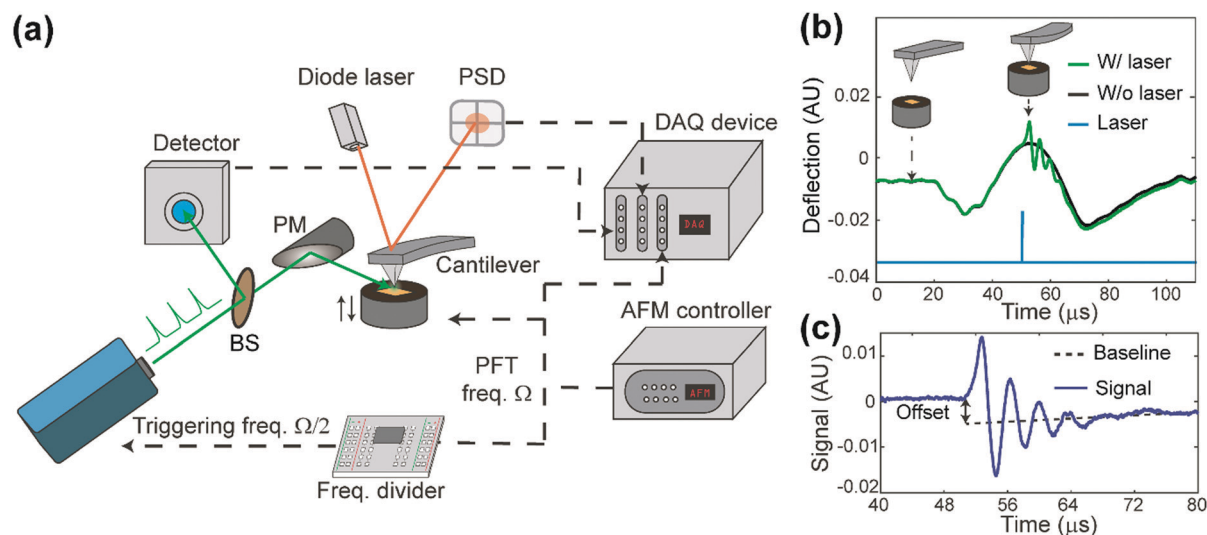 (a)
Diode laser
PSD
DAQ device
Detector
DAQ
PM
Cantilever
BS
AFM controller
PFT
freq. Ω
AFM
Triggering freq. Ω/2
Freq. divider
(b)
W/ laser
W/o laser
Laser
Deflection (AU)
0.02
0
-0.02
-0.04
0 20 40 60 80 100
Time (μs)
(c)
Baseline
Signal
Offset
Signal (AU)
0.01
0
-0.01
0.02
40 48 56 64 72 80
Time (μs)